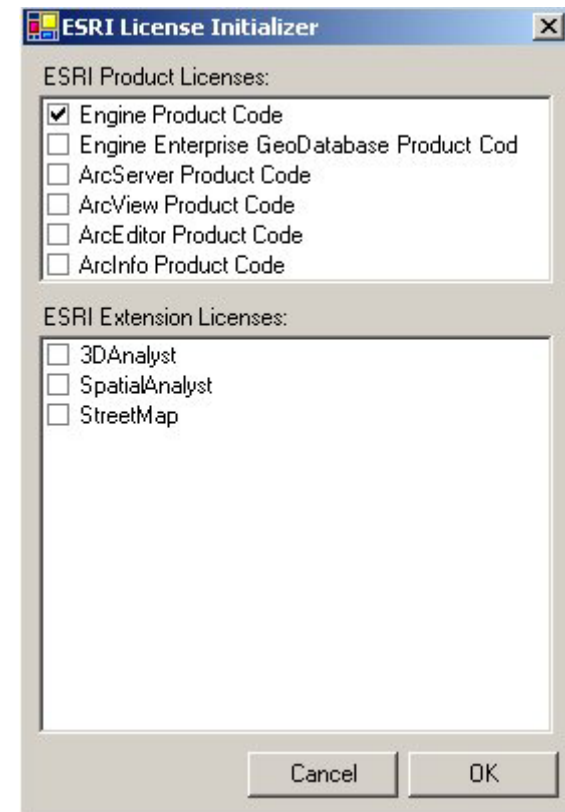 ESRI License Initializer
ESRI Product Licenses:
Engine Product Code
Engine Enterprise GeoDatabase Product Cod
ArcServer Product Code
ArcView Product Code
ArcEditor Product Code
ArcInfo Product Code
ESRI Extension Licenses:
3DAnalyst
SpatialAnalyst
StreetMap
Cancel OK